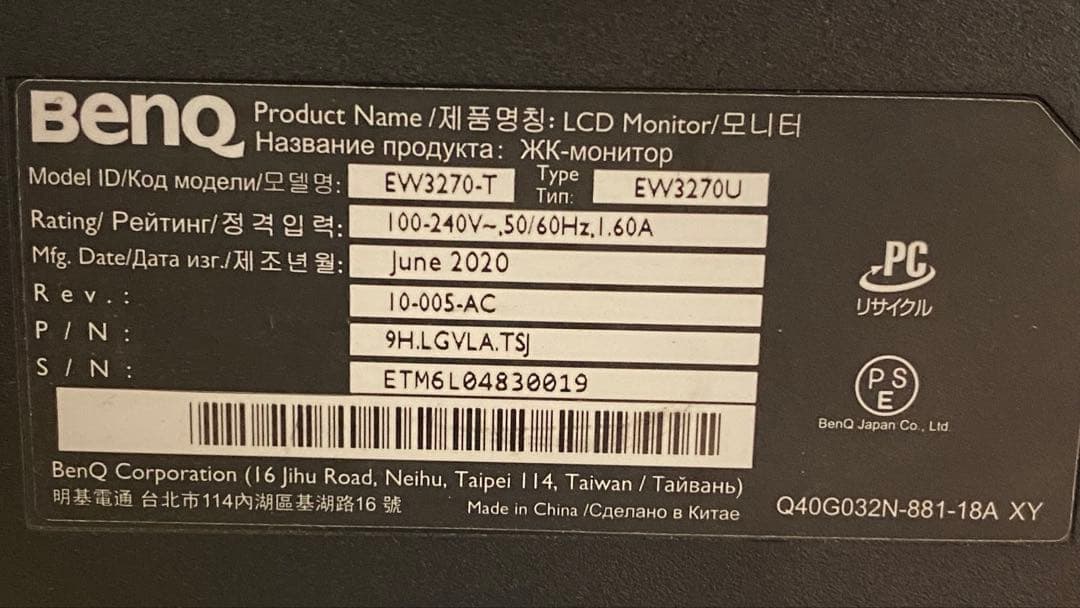 BenQ
Product Name /제품명칭: LCD Monitor/모니터
Название продукта: ЖК-монитор
Model ID/Код модели/모델명: EW3270-T Type Тип: EW3270U
Rating/ Рейтинг/정격입력: 100-240V~,50/60Hz,1.60A
Mfg. Date/Дата изг./제조년월: June 2020
Rev.: 10-005-AC
P/N: 9H.LGVLA.TSJ
S/N: ETM6L04830019
PC
リサイクル
PSE
BenQ Japan Co., Ltd.
BenQ Corporation (16 Jihu Road, Neihu, Taipei 114, Taiwan / Тайвань)
明基電通 台北市114內湖區基湖路16 號
Made in China /Сделано в Китае
Q40G032N-881-18A XY